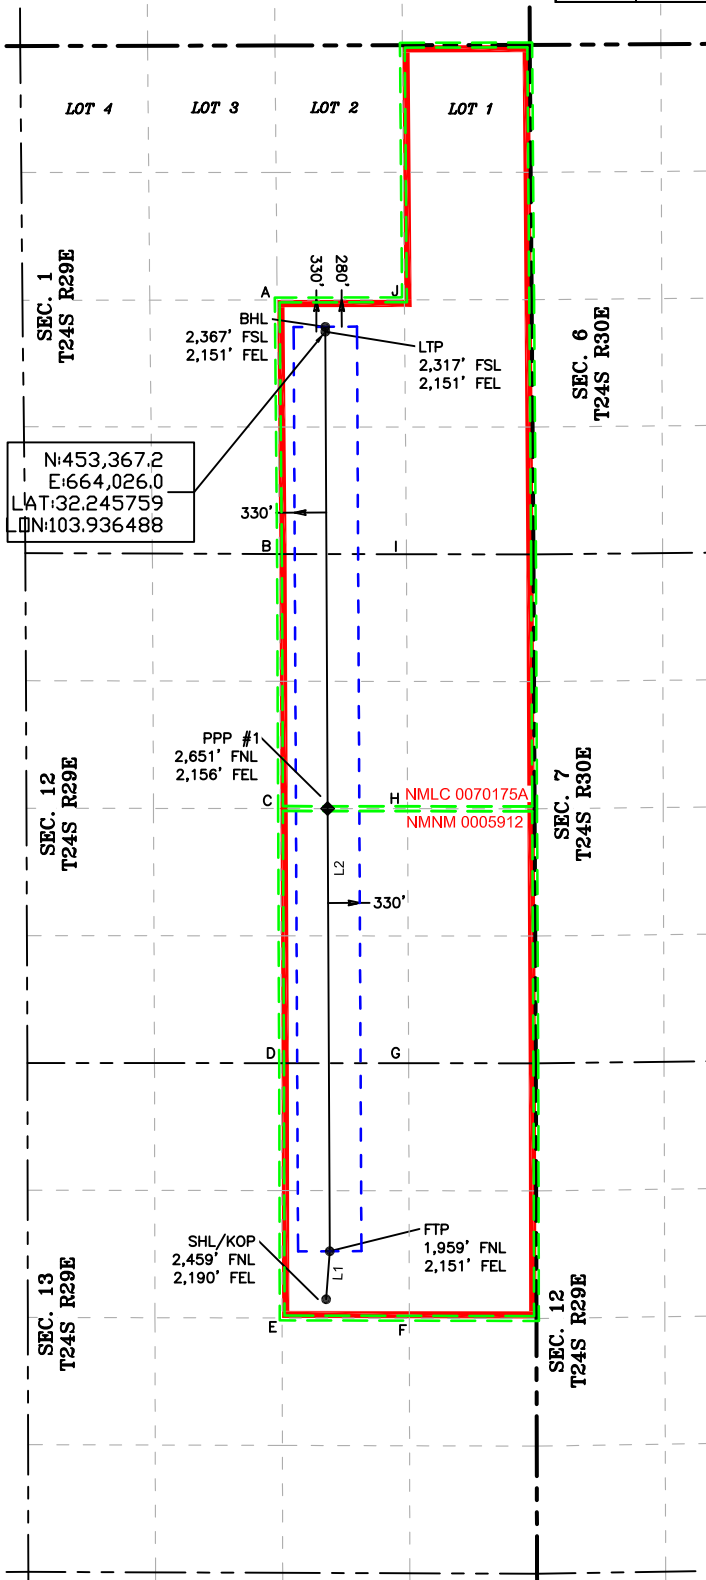 LOT 4
LOT 3
LOT 2
LOT 1
SEC. 1
T24S R29E
330'
280'
A
J
BHL
2,367' FSL
2,151' FEL
LTP
2,317' FSL
2,151' FEL
SEC. 6
T24S R30E
N:453,367.2
E:664,026.0
LAT:32.245759
LON:103.936488
330'
B
I
PPP #1
2,651' FNL
2,156' FEL
SEC. 12
T24S R29E
C
H
NMLC 0070175A
NMNM 0005912
SEC. 7
T24S R30E
L2
330'
D
G
SHL/KOP
2,459' FNL
2,190' FEL
FTP
1,959' FNL
2,151' FEL
L1
SEC. 13
T24S R29E
E
F
SEC. 12
T24S R29E